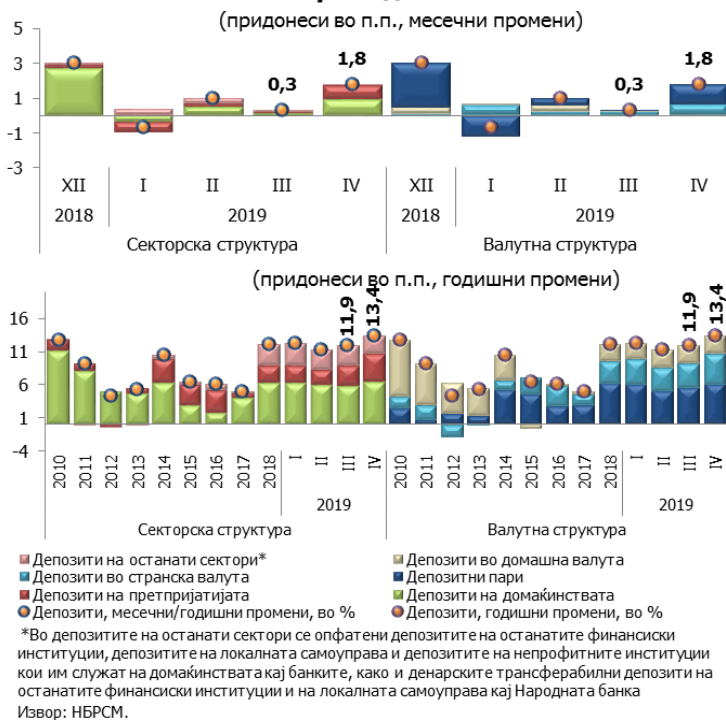 (придонеси во п.п., месечни промени)
5
3
1
-1
-3
0,3
1,8
0,3
1,8
XII I II III IV XII I II III IV
2018 2019 2018 2019
Секторска структура Валутна структура
(придонеси во п.п., годишни промени)
16
11
6
1
-4
11,9
13,4
11,9
13,4
2010 2011 2012 2013 2014 2015 2016 2017 2018 I II III IV 2010 2011 2012 2013 2014 2015 2016 2017 2018 I II III IV
2019 2019
Секторска структура Валутна структура
Депозити на останати сектори* Депозити во домашна валута
Депозити во странска валута Депозитни пари
Депозити на претпријатијата Депозити на домаќинствата
Депозити, месечни/годишни промени, во % Депозити, годишни промени, во %
*Во депозитите на останати сектори се опфатени депозитите на останатите финансиски
институции, депозитите на локалната самоуправа и депозитите на непрофитните институции
кои им служат на домаќинствата кај банките, како и денарските трансферабилни депозити на
останатите финансиски институции и на локалната самоуправа кај Народната банка
Извор: НБРСМ.